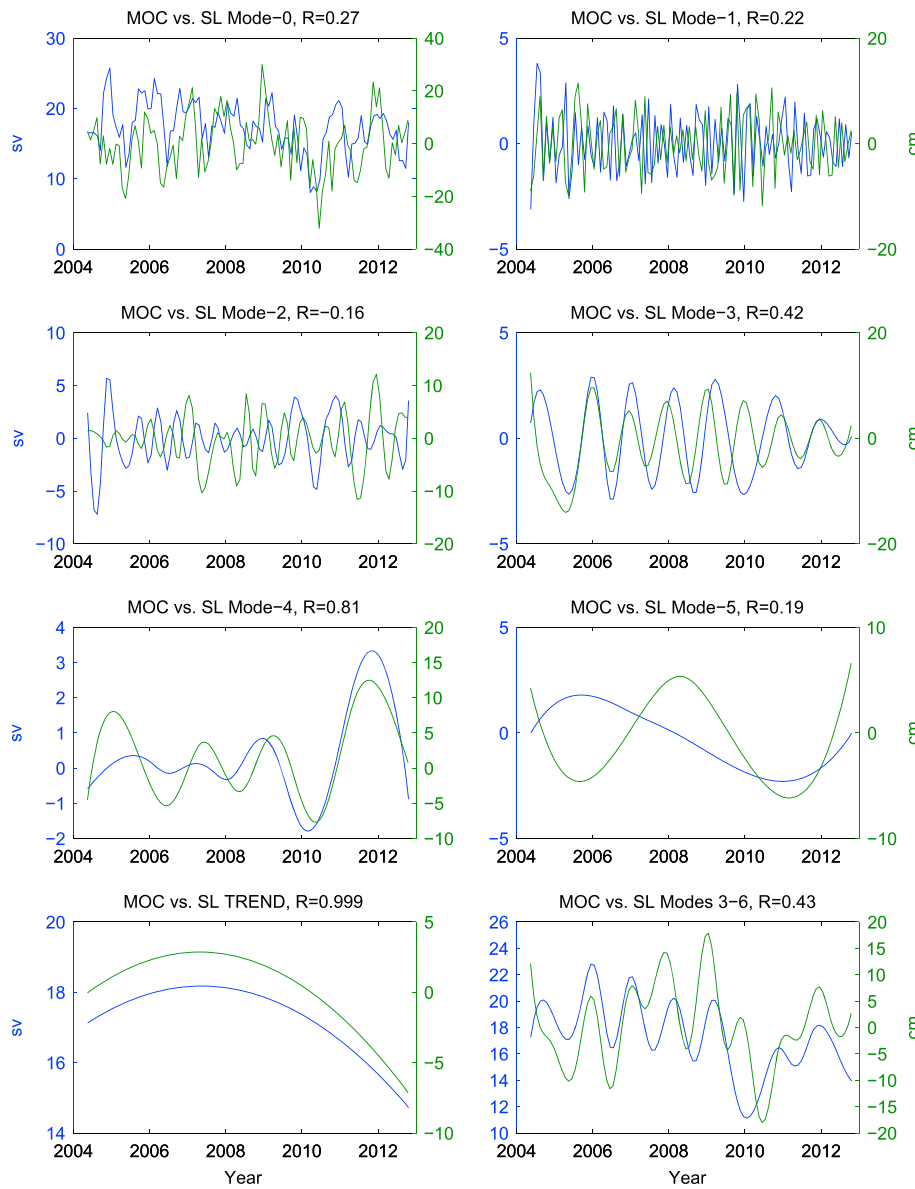 MOC vs. SL Mode−0, R=0.27
MOC vs. SL Mode−1, R=0.22
30
20
10
0
sv
40
20
0
−20
−40
2004 2006 2008 2010 2012
5
0
−5
20
0
−20
cm
2004 2006 2008 2010 2012
MOC vs. SL Mode−2, R=−0.16
MOC vs. SL Mode−3, R=0.42
10
5
0
−5
−10
sv
20
10
0
−10
−20
2004 2006 2008 2010 2012
5
0
−5
20
0
−20
cm
2004 2006 2008 2010 2012
MOC vs. SL Mode−4, R=0.81
MOC vs. SL Mode−5, R=0.19
4
3
2
1
0
−1
−2
sv
20
15
10
5
0
−5
−10
2004 2006 2008 2010 2012
5
0
−5
10
0
−10
cm
2004 2006 2008 2010 2012
MOC vs. SL TREND, R=0.999
MOC vs. SL Modes 3−6, R=0.43
20
18
16
14
sv
5
0
−5
−10
2004 2006 2008 2010 2012
Year
26
24
22
20
18
16
14
12
10
20
15
10
5
0
−5
−10
−15
−20
cm
2004 2006 2008 2010 2012
Year